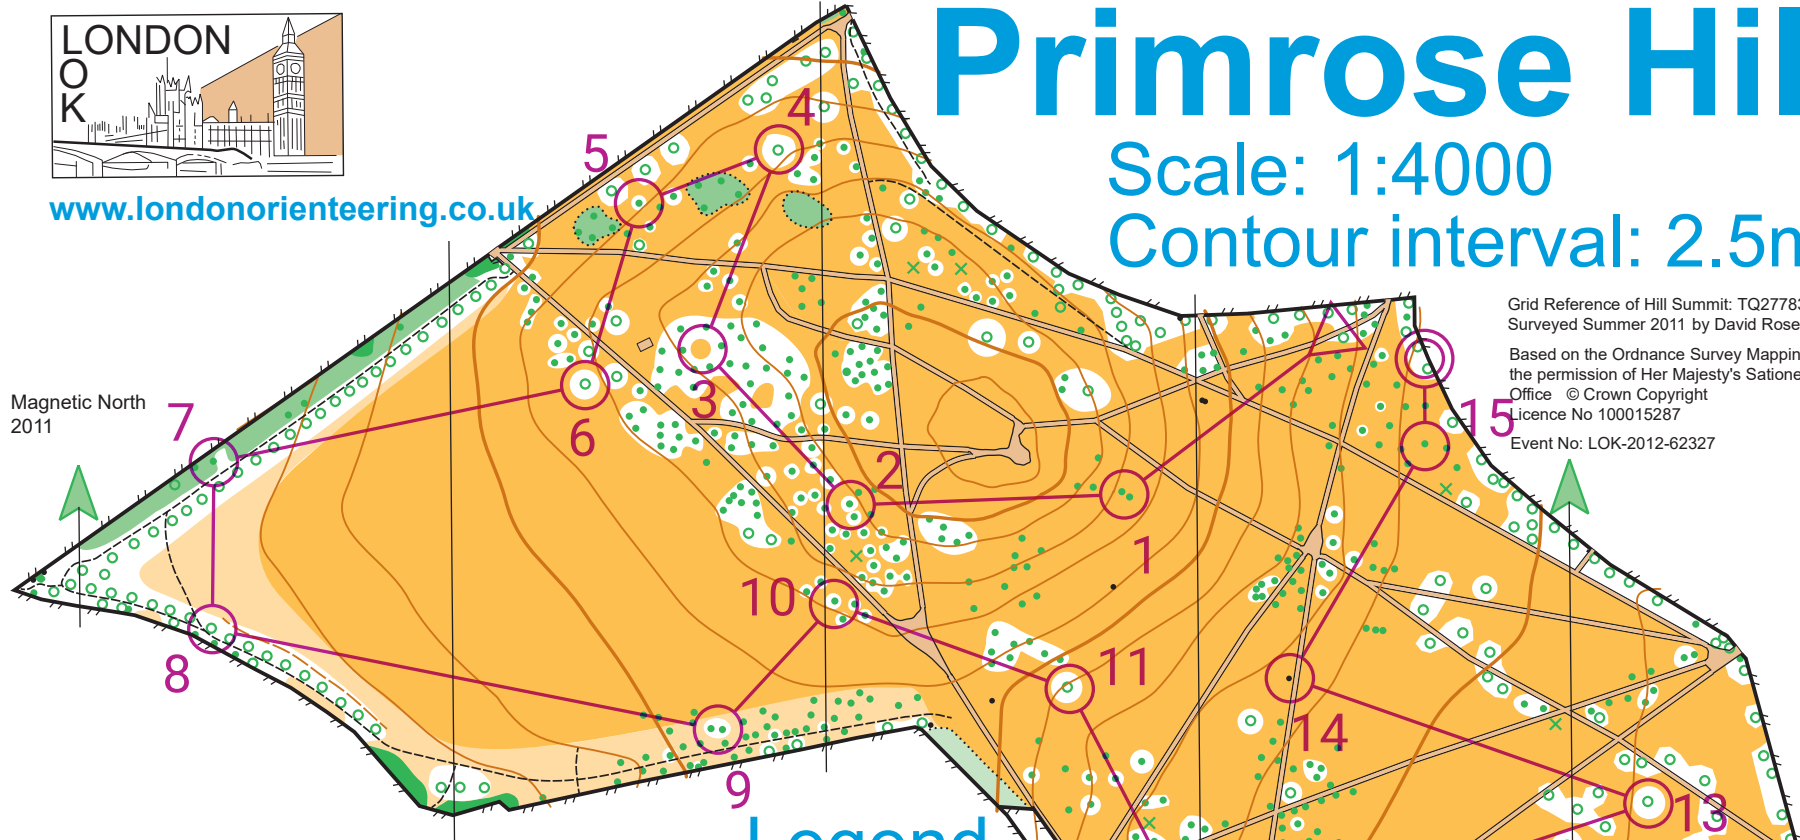 LONDON
O
K
www.londonorienteering.co.uk
Primrose Hil
Scale: 1:4000
Contour interval: 2.5m
Grid Reference of Hill Summit: TQ27783
Surveyed Summer 2011 by David Rose
Based on the Ordnance Survey Mappin
the permission of Her Majesty's Satione
Office © Crown Copyright
Licence No 100015287
Event No: LOK-2012-62327
Magnetic North
2011
4
5
3
7
6
15
2
1
10
8
11
14
9
13
Legend